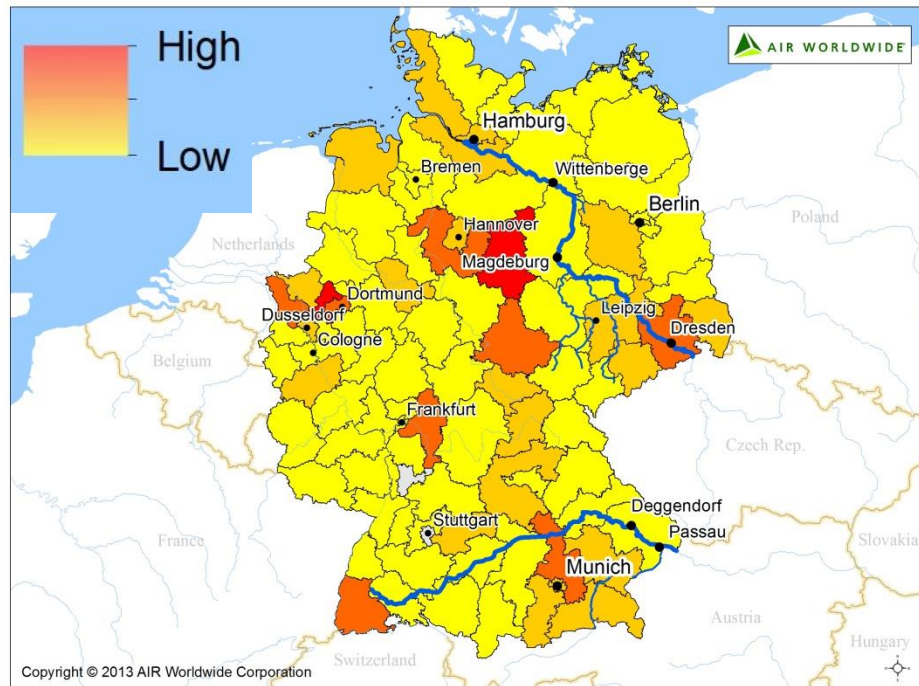 High
Low
AIR WORLDWIDE
Hamburg
Bremen
Wittenberge
Berlin
Poland
Hannover
Netherlands
Magdeburg
Dortmund
Leipzig
Dusseldorf
Dresden
Cologne
Belgium
Frankfurt
Czech Rep.
Deggendorf
Stuttgart
Passau
France
Slovakia
Munich
Austria
Hungary
Switzerland
Copyright © 2013 AIR Worldwide Corporation